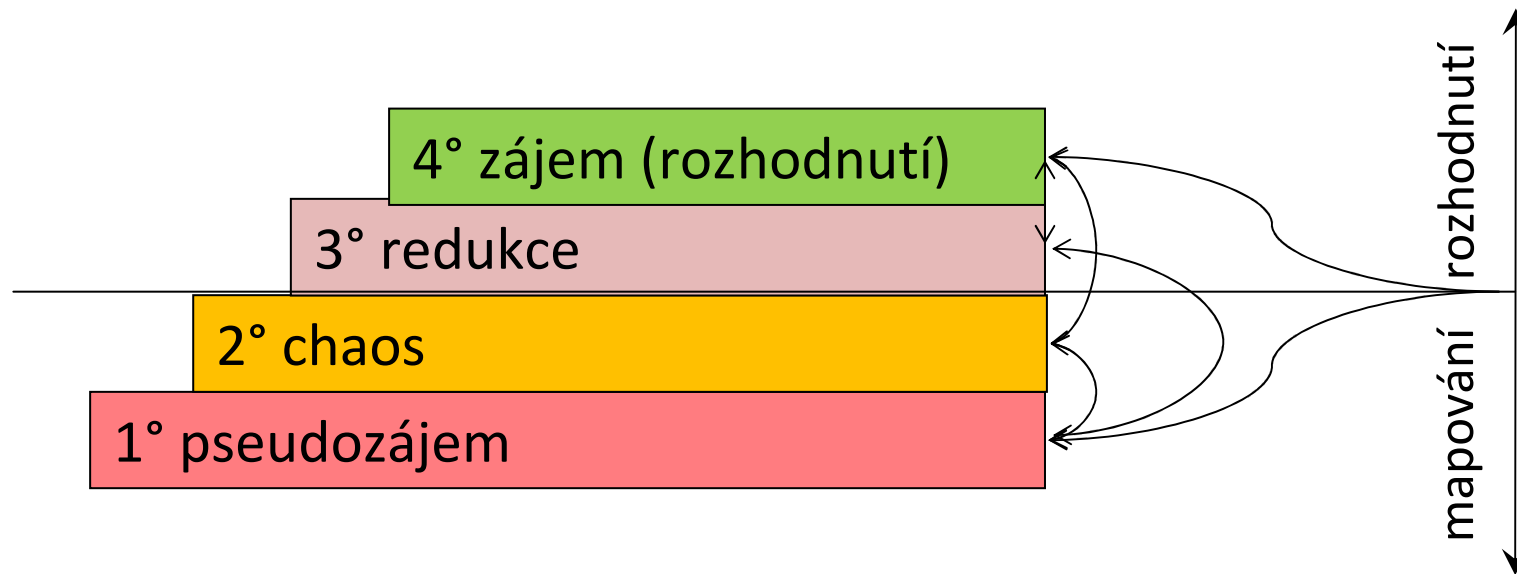 4° zájem (rozhodnutí)
3° redukce
2° chaos
1° pseudozájem
rozhodnutí
mapování